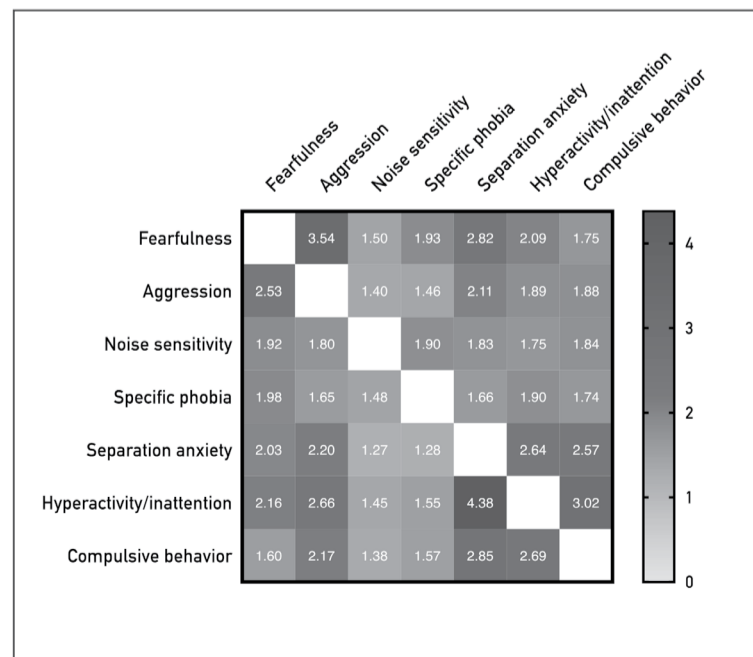 Fearfulness
Aggression
Noise sensitivity
Specific phobia
Separation anxiety
Hyperactivity/inattention
Compulsive behavior
Fearfulness 3.54 1.50 1.93 2.82 2.09 1.75
Aggression 2.53 1.40 1.46 2.11 1.89 1.88
Noise sensitivity 1.92 1.80 1.90 1.83 1.75 1.84
Specific phobia 1.98 1.65 1.48 1.66 1.90 1.74
Separation anxiety 2.03 2.20 1.27 1.28 2.64 2.57
Hyperactivity/inattention 2.16 2.66 1.45 1.55 4.38 3.02
Compulsive behavior 1.60 2.17 1.38 1.57 2.85 2.69
4
3
2
1
0